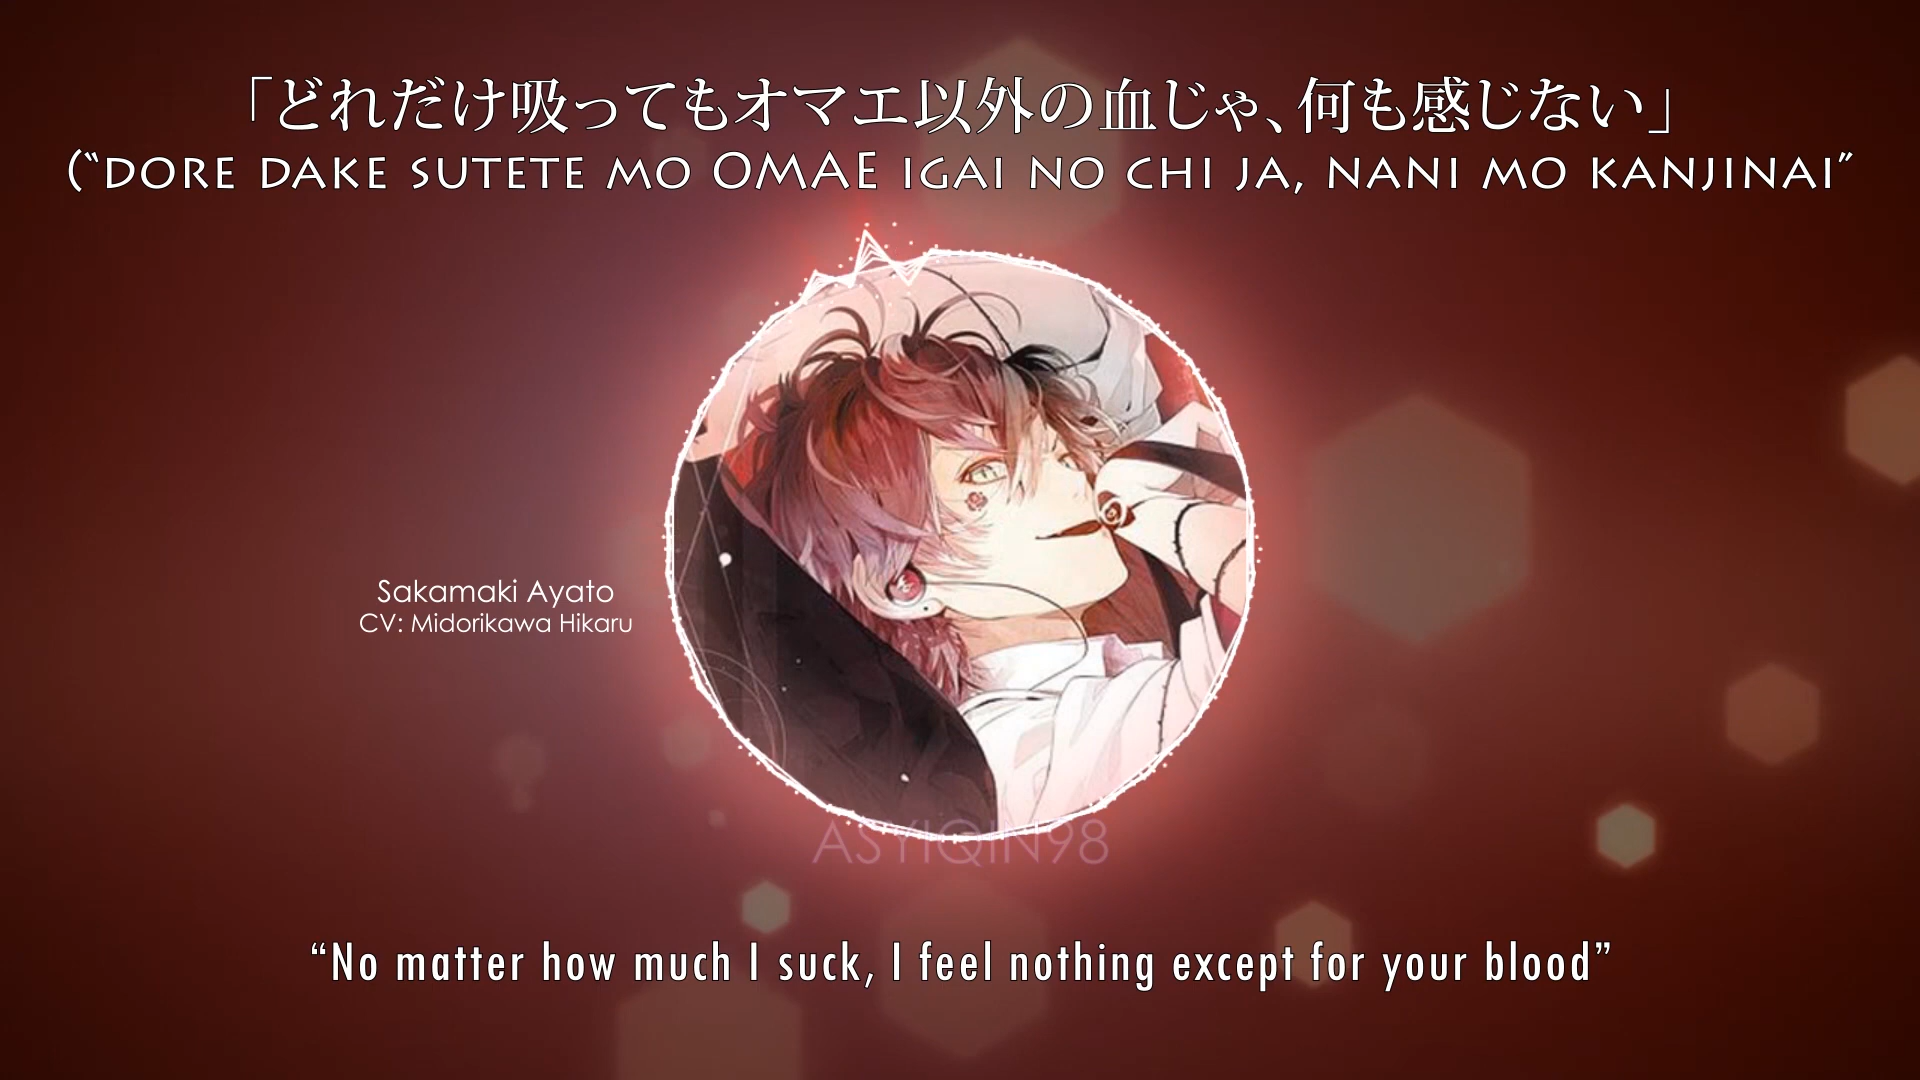 「どれだけ吸ってもオマエ以外の血じゃ、何も感じない」
(“DORE DAKE SUTETE MO OMAE IGAI NO CHI JA, NANI MO KANJINAI”
Sakamaki Ayato
CV: Midorikawa Hikaru
ASYIQIN98
“No matter how much I suck, I feel nothing except for your blood”